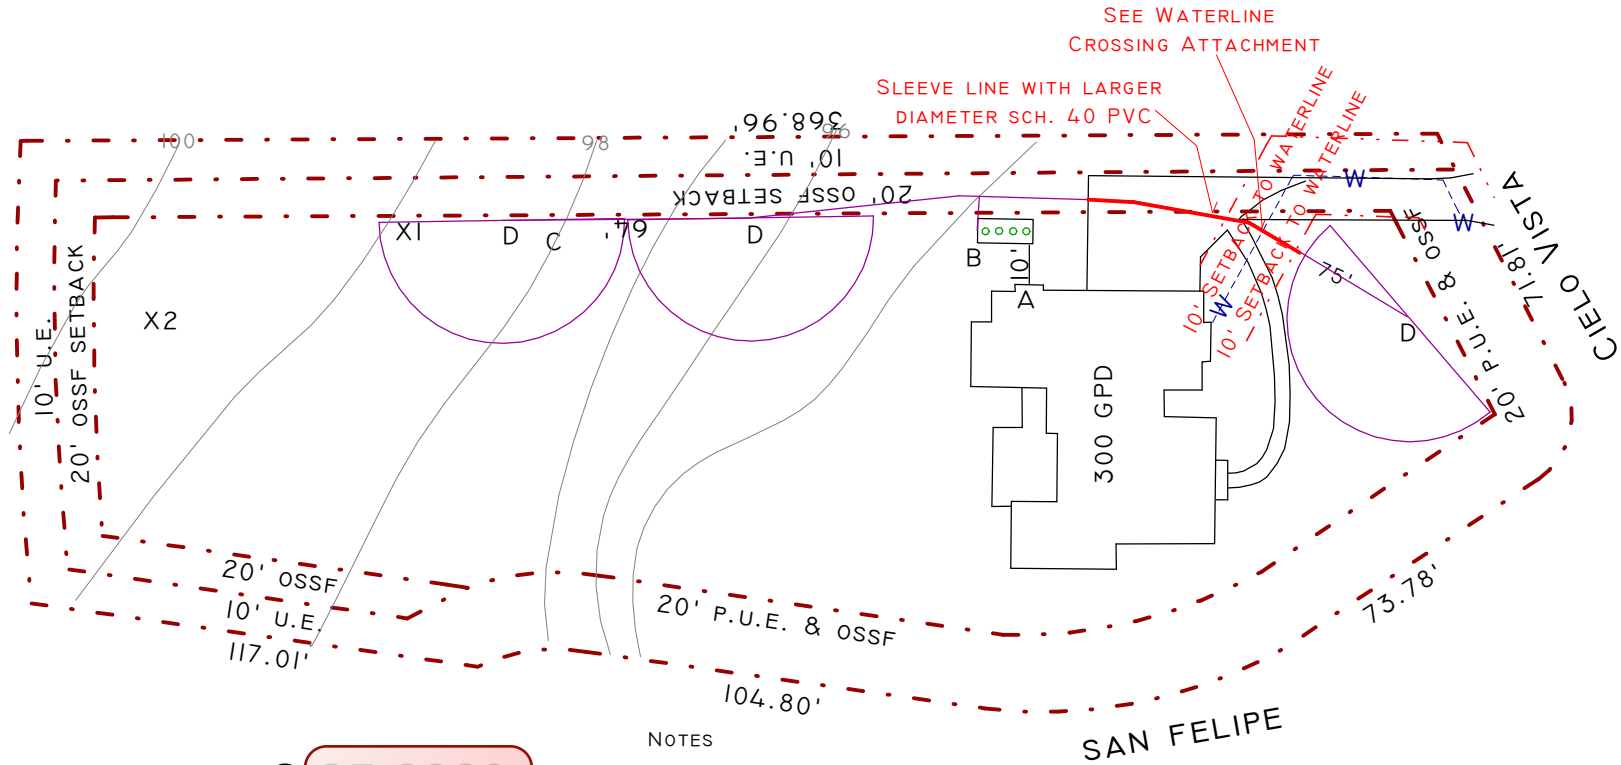 SEE WATERLINE
CROSSING ATTACHMENT
SLEEVE LINE WITH LARGER
DIAMETER SCH. 40 PVC
10' SETBACK TO WATERLINE
10' SETBACK TO WATERLINE
100
98
96
368.96'
10' U.E.
20' OSSF SETBACK
W
W
W
X1
D
C
64'
D
B
10'
A
75'
D
20' P.U.E. & OSSF
71.81'
CIELO VISTA
X2
10' U.E.
20' OSSF SETBACK
300 GPD
20' OSSF
10' U.E.
117.01'
20' P.U.E. & OSSF
104.80'
73.78'
SAN FELIPE
NOTES